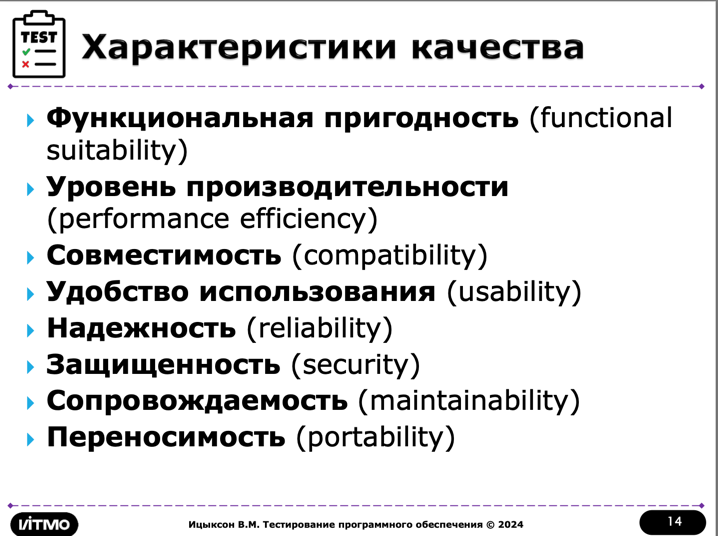 TEST
Характеристики качества
Функциональная пригодность (functional
suitability)
Уровень производительности
(performance efficiency)
Совместимость (compatibility)
Удобство использования (usability)
Надежность (reliability)
Защищенность (security)
Сопровождаемость (maintainability)
Переносимость (portability)
ИТМО
Ицыксон В.М. Тестирование программного обеспечения © 2024
14